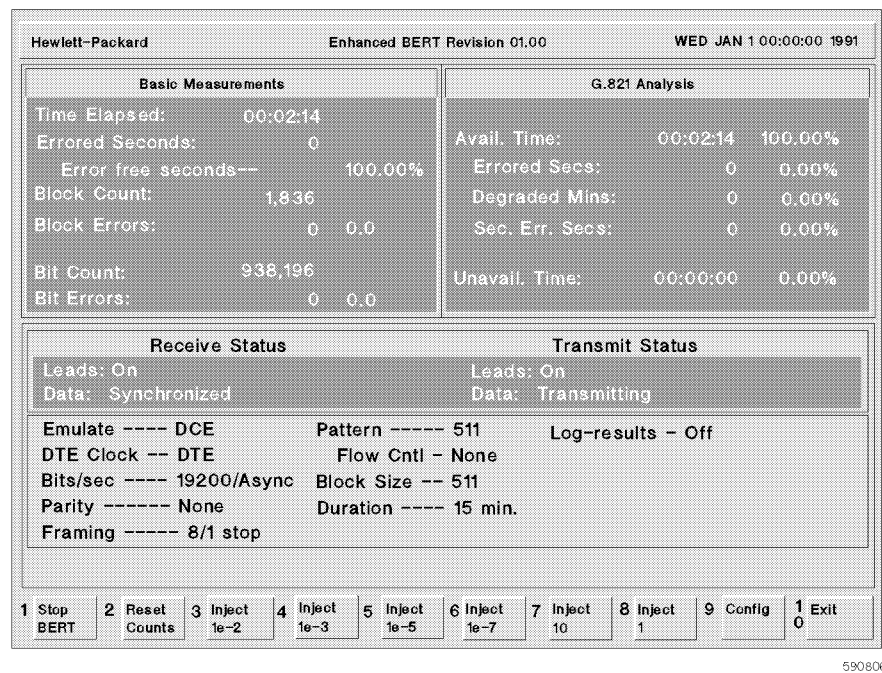 Hewlett-Packard Enhanced BERT Revision 01.00 WED JAN 1 00:00:00 1991
Basic Measurements
Time Elapsed: 00:02:14
Errored Seconds: 0
Error free seconds-- 100.00%
Block Count: 1,836
Block Errors: 0 0.0
Bit Count: 938,196
Bit Errors: 0 0.0
G.821 Analysis
Avail. Time: 00:02:14 100.00%
Errored Secs: 0 0.00%
Degraded Mins: 0 0.00%
Sec. Err. Secs: 0 0.00%
Unavail. Time: 00:00:00 0.00%
Receive Status
Leads: On
Data: Synchronized
Transmit Status
Leads: On
Data: Transmitting
Emulate ---- DCE
DTE Clock -- DTE
Bits/sec ---- 19200/Async
Parity ------ None
Framing ----- 8/1 stop
Pattern ----- 511
Flow Cntl - None
Block Size -- 511
Duration ---- 15 min.
Log-results - Off
1 Stop BERT
2 Reset Counts
3 Inject 1e-2
4 Inject 1e-3
5 Inject 1e-5
6 Inject 1e-7
7 Inject 10
8 Inject 1
9 Config
10 Exit